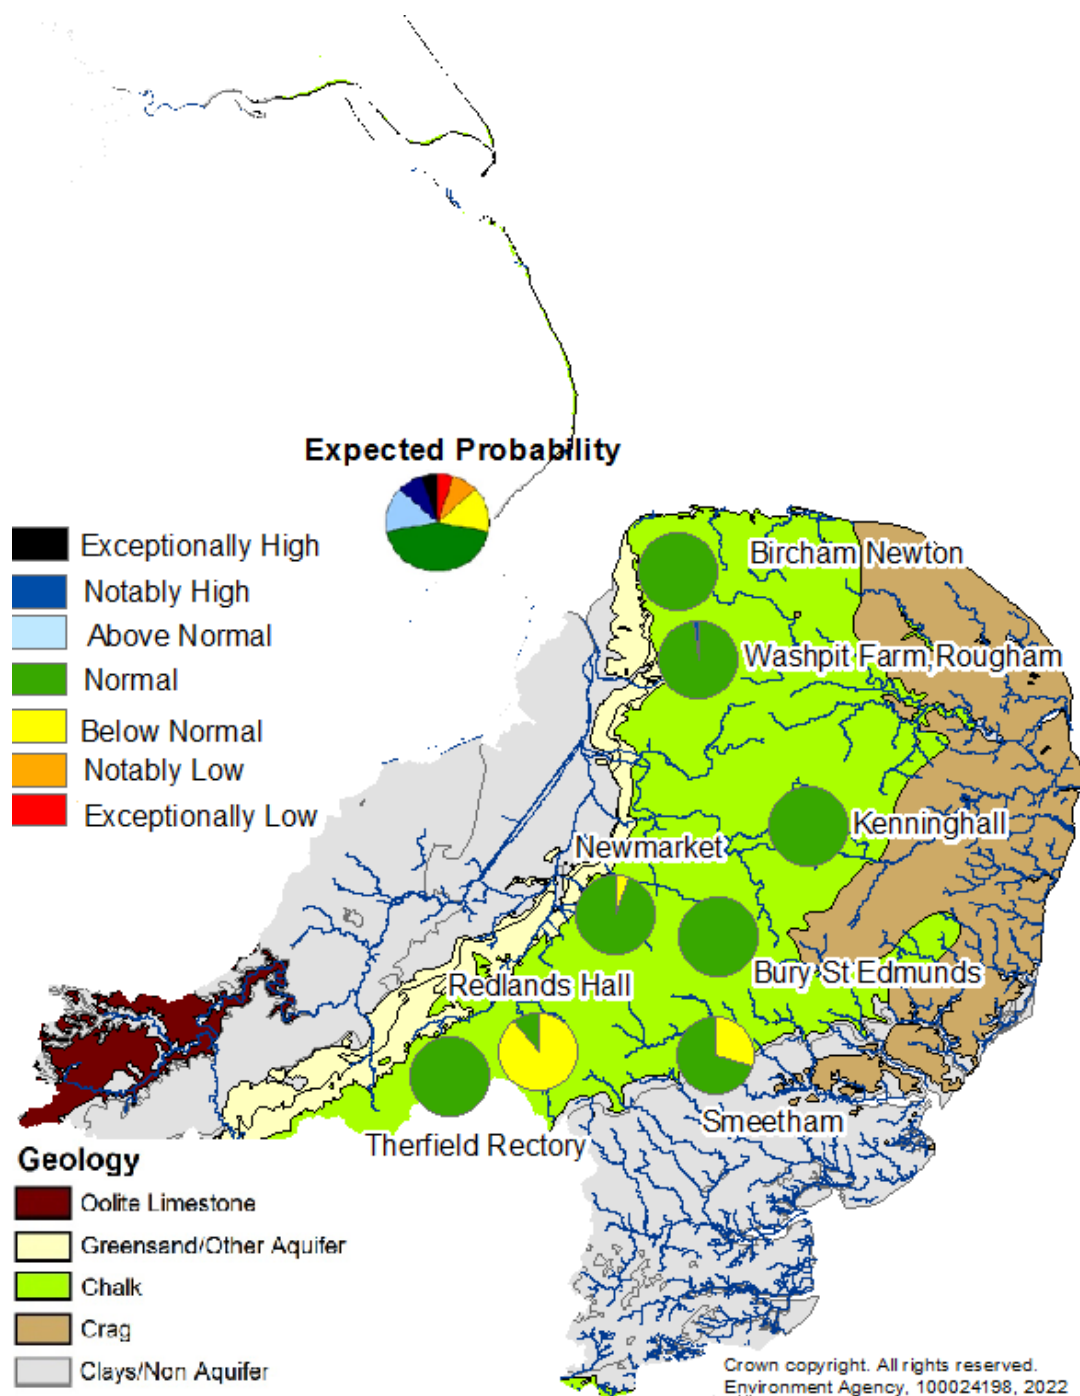 Expected Probability
Exceptionally High
Notably High
Above Normal
Normal
Below Normal
Notably Low
Exceptionally Low
Bircham Newton
Washpit Farm,Rougham
Kenninghall
Newmarket
Bury St Edmunds
Redlands Hall
Smeetham
Therfield Rectory
Geology
Oolite Limestone
Greensand/Other Aquifer
Chalk
Crag
Clays/Non Aquifer
Crown copyright. All rights reserved.
Environment Agency, 100024198, 2022